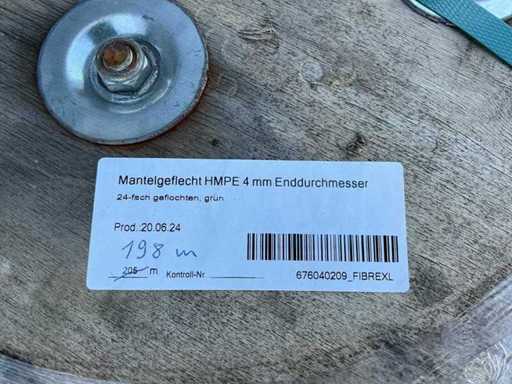 Mantelgeflecht HMPE 4 mm Enddurchmesser
24-fach geflochten, grün
Prod.:20.06.24
198 m
205 m Kontroll-Nr.
676040209_FIBREXL